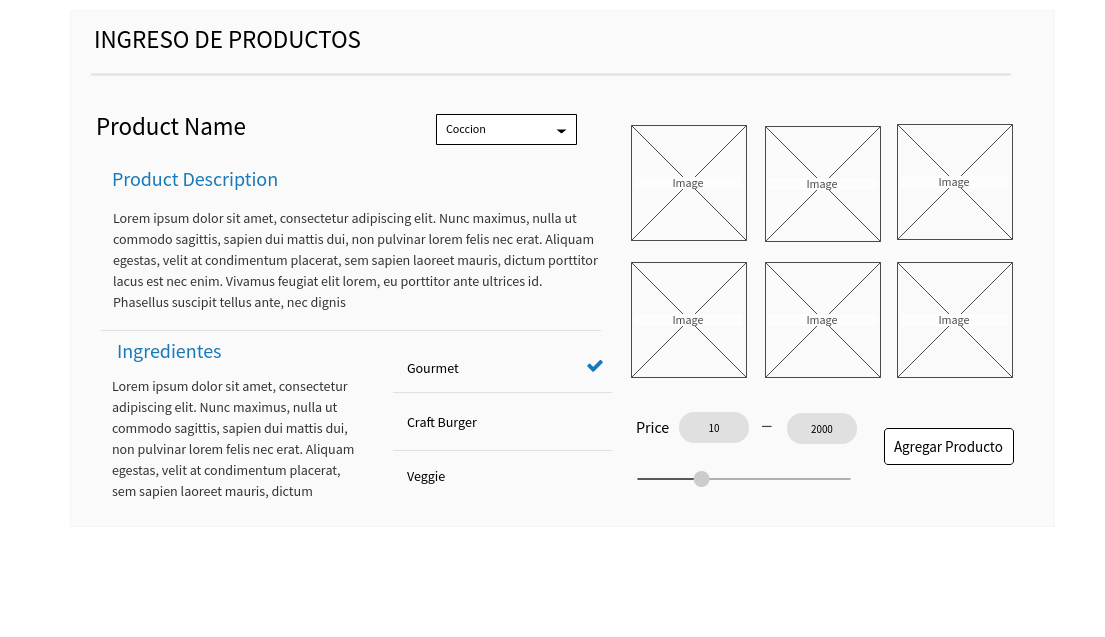 INGRESO DE PRODUCTOS
Product Name
Coccion
Product Description
Lorem ipsum dolor sit amet, consectetur adipiscing elit. Nunc maximus, nulla ut
commodo sagittis, sapien dui mattis dui, non pulvinar lorem felis nec erat. Aliquam
egestas, velit at condimentum placerat, sem sapien laoreet mauris, dictum porttitor
lacus est nec enim. Vivamus feugiat elit lorem, eu porttitor ante ultrices id.
Phasellus suscipit tellus ante, nec dignis
Ingredientes
Lorem ipsum dolor sit amet, consectetur
adipiscing elit. Nunc maximus, nulla ut
commodo sagittis, sapien dui mattis dui,
non pulvinar lorem felis nec erat. Aliquam
egestas, velit at condimentum placerat,
sem sapien laoreet mauris, dictum
Gourmet
Craft Burger
Veggie
Image
Image
Image
Image
Image
Image
Price 10 – 2000
Agregar Producto